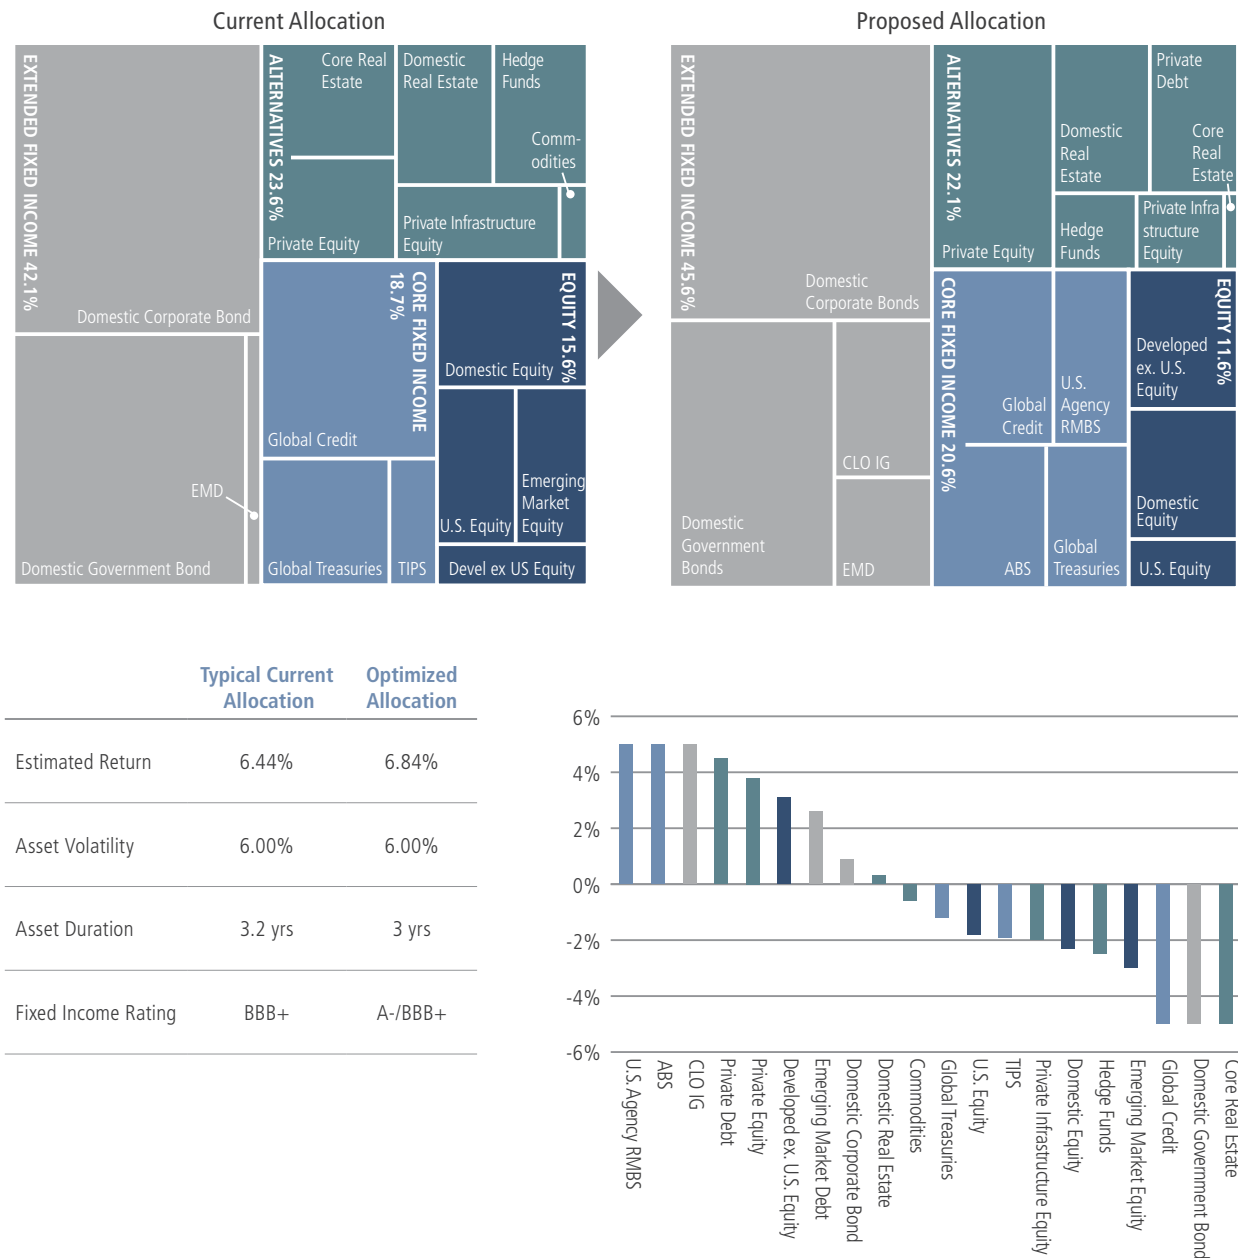 Current Allocation
EXTENDED FIXED INCOME 42.1%
Domestic Corporate Bond
Domestic Government Bond
EMD
ALTERNATIVES 23.6%
Core Real
Estate
Domestic
Real Estate
Hedge
Funds
Comm-
odities
Private Equity
Private Infrastructure
Equity
CORE FIXED INCOME
18.7%
Global Credit
Global Treasuries
TIPS
EQUITY 15.6%
Domestic Equity
U.S. Equity
Emerging
Market
Equity
Devel ex US Equity
Proposed Allocation
EXTENDED FIXED INCOME 45.6%
Domestic
Corporate Bonds
Domestic
Government
Bonds
CLO IG
EMD
ALTERNATIVES 22.1%
Private Equity
Domestic
Real
Estate
Private
Debt
Core
Real
Estate
Hedge
Funds
Private Infra
structure
Equity
CORE FIXED INCOME 20.6%
Global
Credit
U.S.
Agency
RMBS
ABS
Global
Treasuries
EQUITY 11.6%
Developed
ex. U.S.
Equity
Domestic
Equity
U.S. Equity
Typical Current
Allocation
Optimized
Allocation
Estimated Return 6.44% 6.84%
Asset Volatility 6.00% 6.00%
Asset Duration 3.2 yrs 3 yrs
Fixed Income Rating BBB+ A-/BBB+
6%
4%
2%
0%
-2%
-4%
-6%
U.S. Agency RMBS
ABS
CLO IG
Private Debt
Private Equity
Developed ex. U.S. Equity
Emerging Market Debt
Domestic Corporate Bond
Domestic Real Estate
Commodities
Global Treasuries
U.S. Equity
TIPS
Private Infrastructure Equity
Domestic Equity
Hedge Funds
Emerging Market Equity
Global Credit
Domestic Government Bond
Core Real Estate